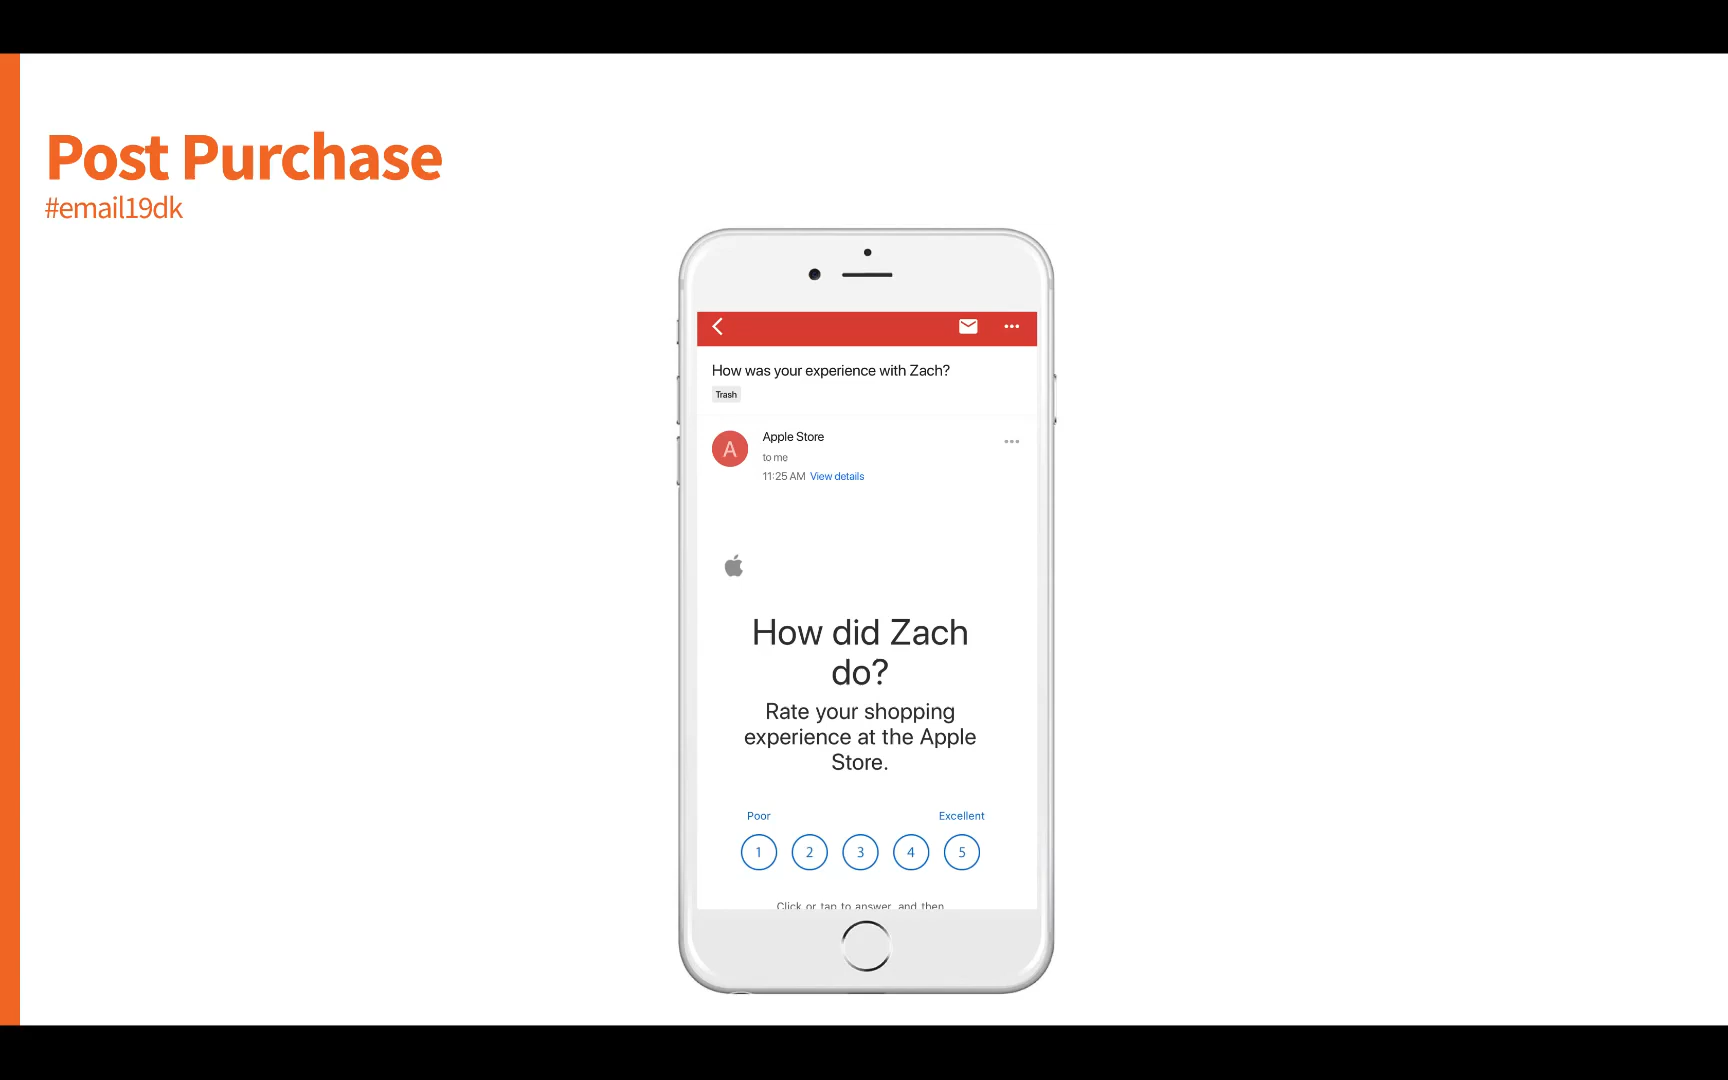 Post Purchase
#email19dk
How was your experience with Zach?
Trash
A
Apple Store
to me
11:25 AM View details
How did Zach
do?
Rate your shopping
experience at the Apple
Store.
Poor Excellent
1 2 3 4 5
Click or tap to answer, and then